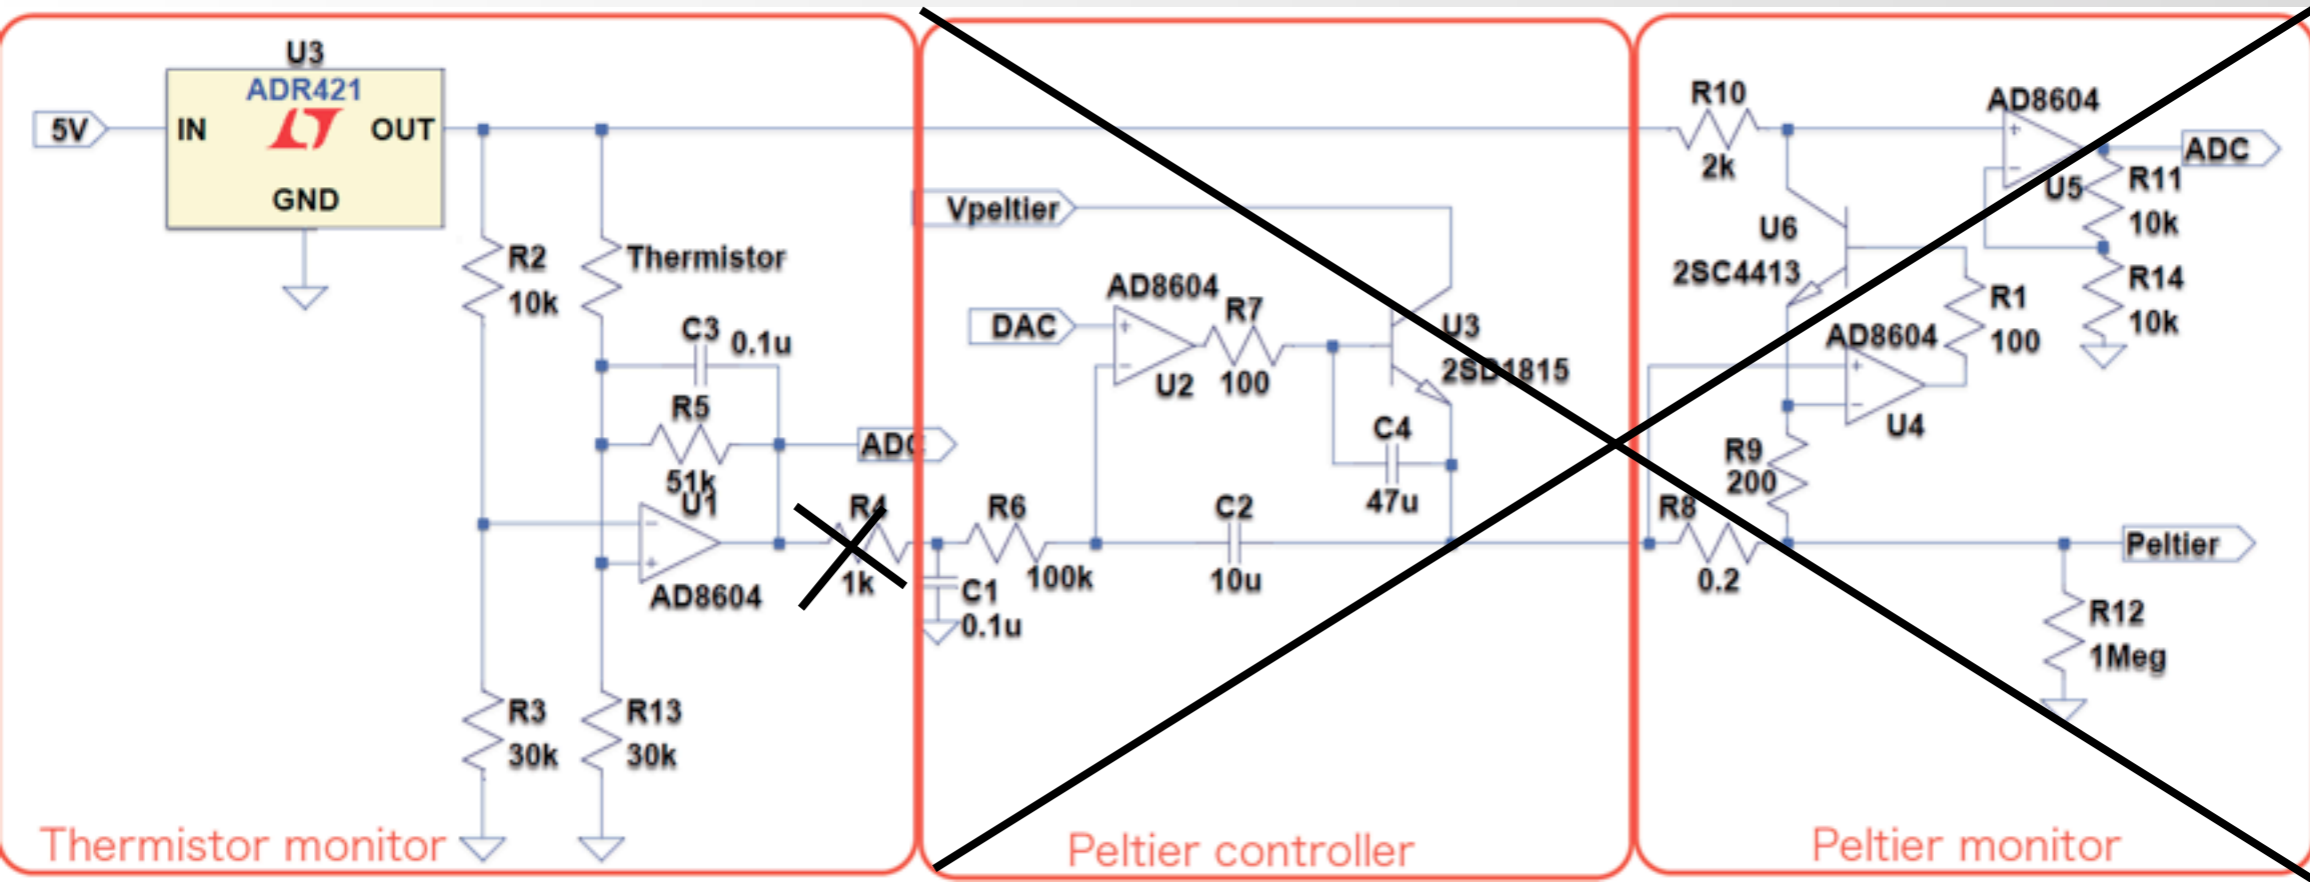 U3
ADR421
5V
IN
OUT
GND
R2
10k
Thermistor
C3
0.1u
R5
51k
ADC
U1
AD8604
R4
1k
R3
30k
R13
30k
Thermistor monitor
Vpeltier
DAC
AD8604
U2
R7
100
U3
2SD1815
C4
47u
R6
100k
C1
0.1u
C2
10u
Peltier controller
R10
2k
AD8604
U5
ADC
R11
10k
R14
10k
U6
2SC4413
R1
100
AD8604
U4
R9
200
R8
0.2
Peltier
R12
1Meg
Peltier monitor